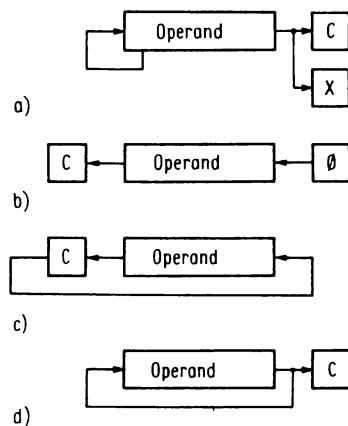 Operand C
X
a)
C Operand Ø
b)
C Operand
c)
Operand C
d)